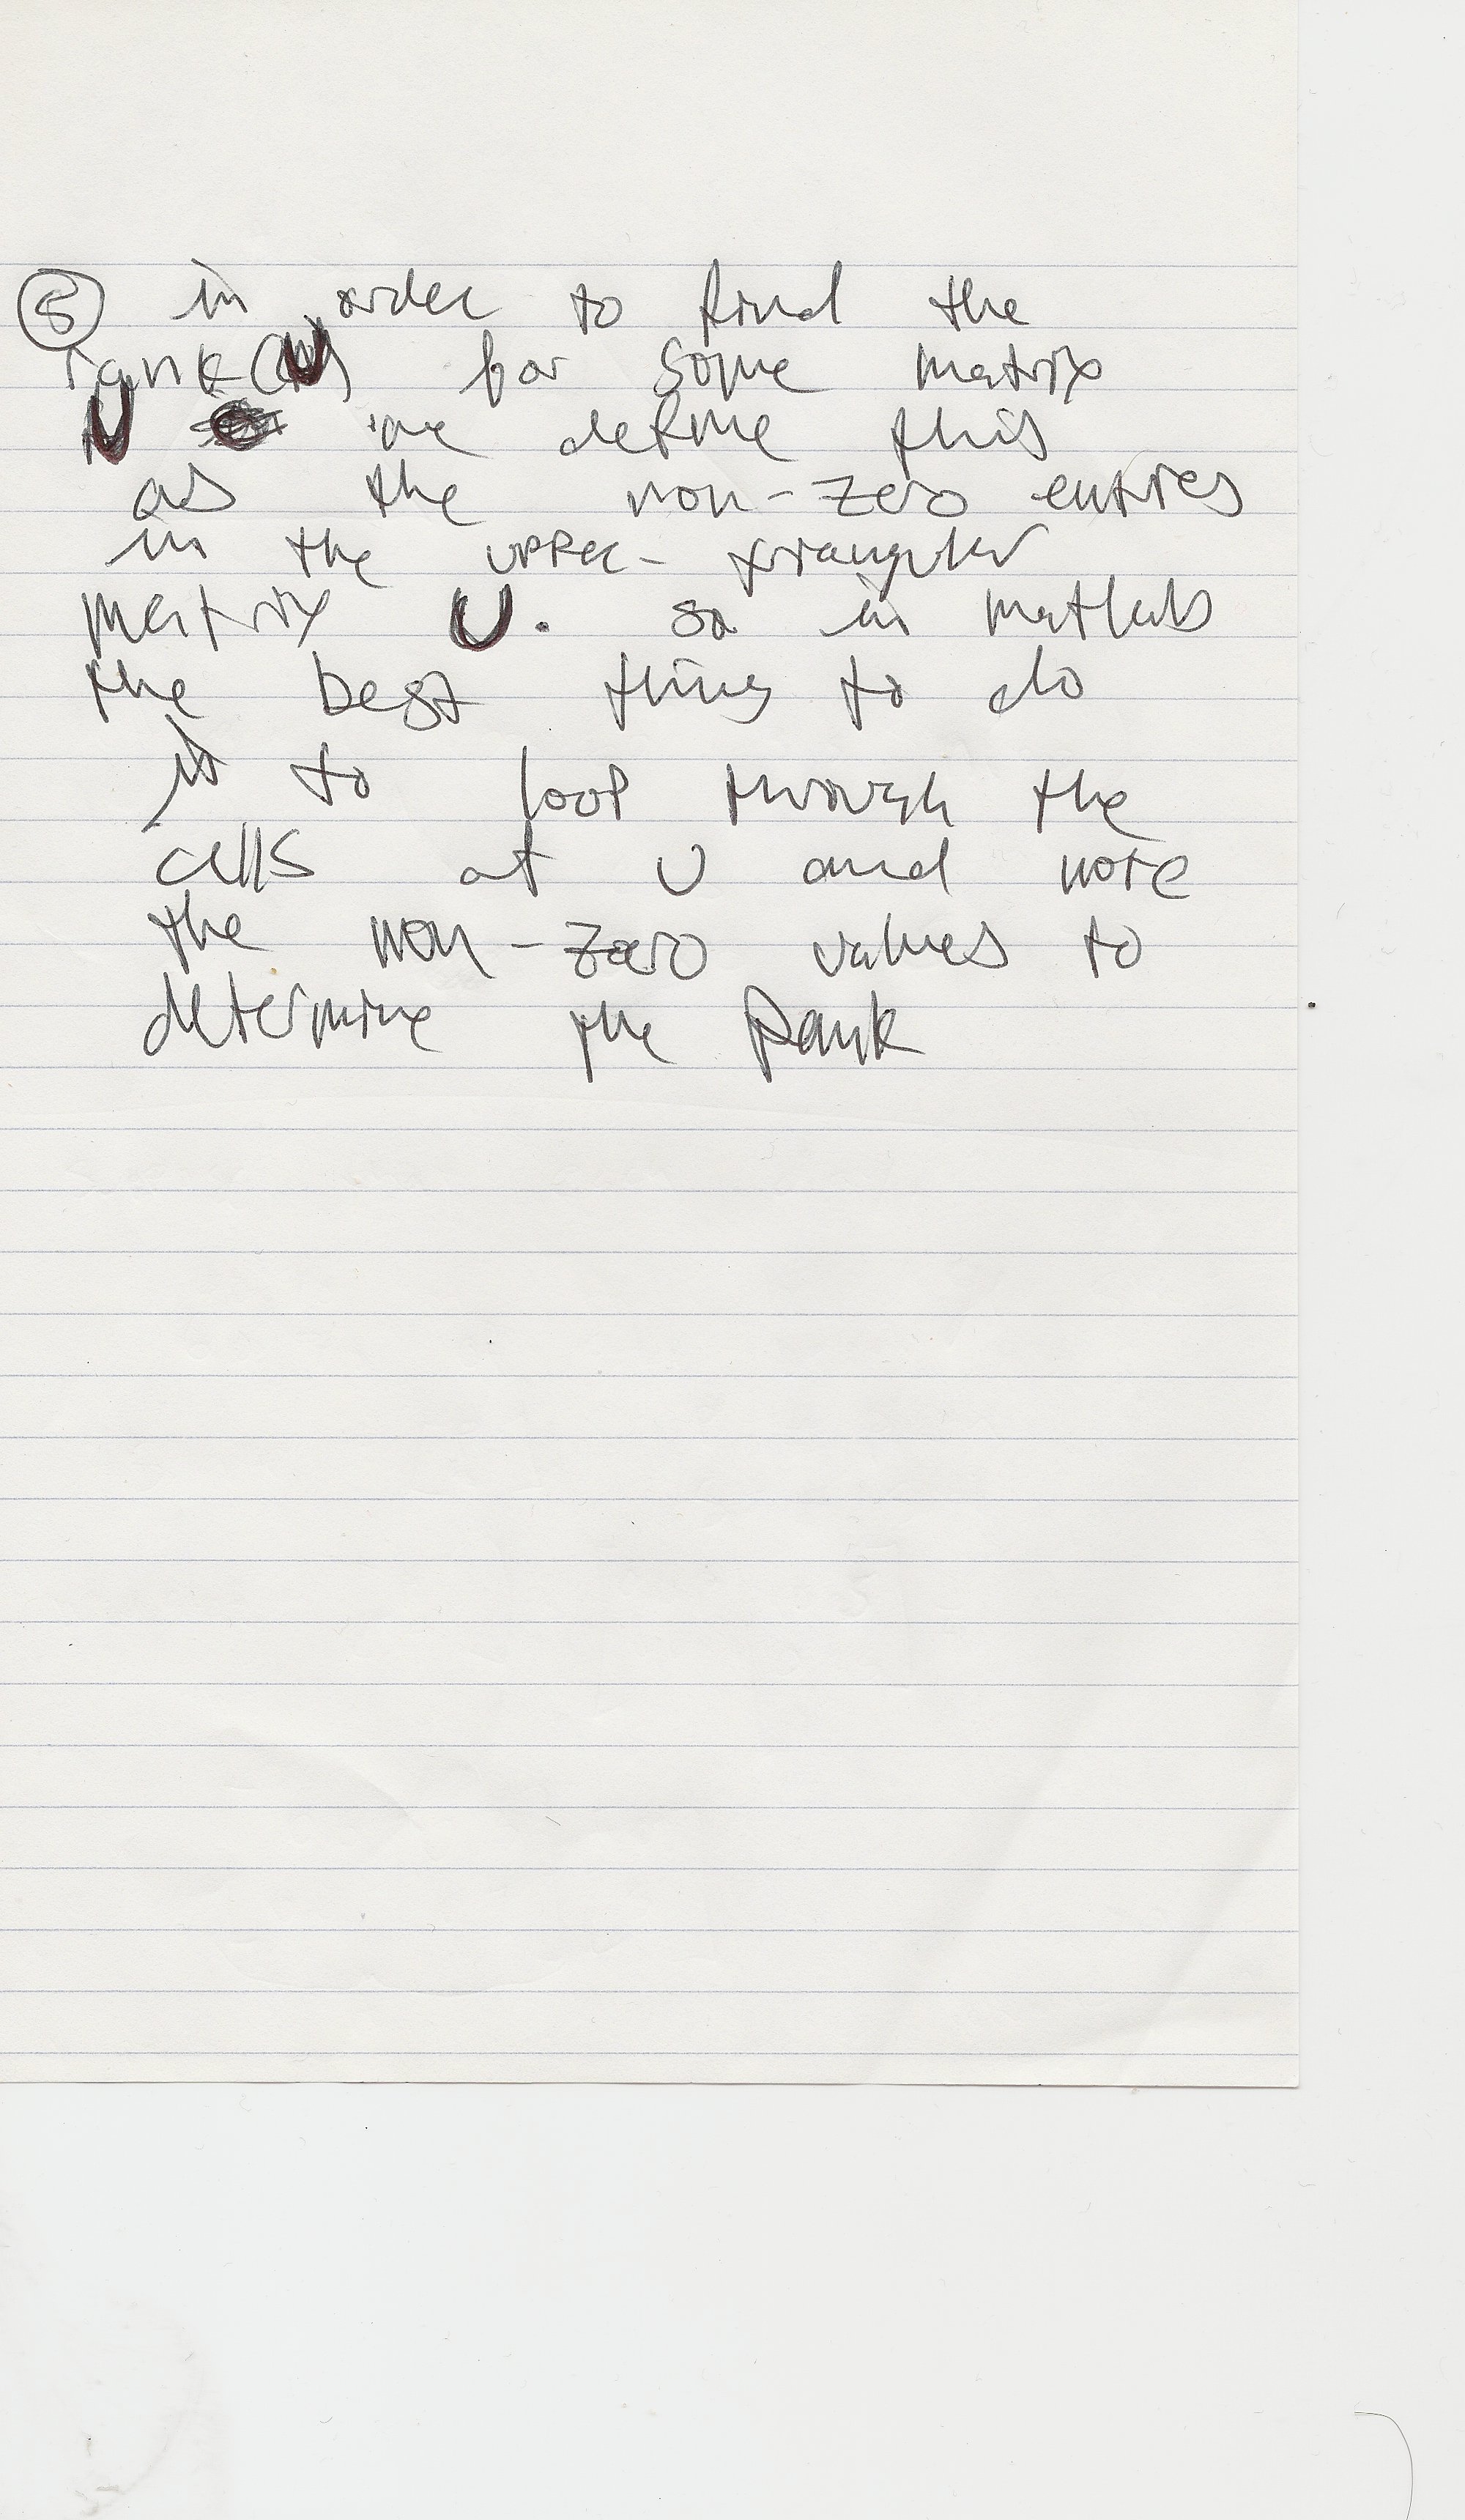 ⑤ in order to find the
rank(U) for some matrix
U we define this
as the non-zero entries
in the upper-triangular
matrix U. so in matlab
the best thing to do
is to loop through the
cells of U and note
the non-zero values to
determine the Rank